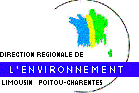 DIRECTION REGIONALE DE
L'ENVIRONNEMENT
LIMOUSIN POITOU-CHARENTES